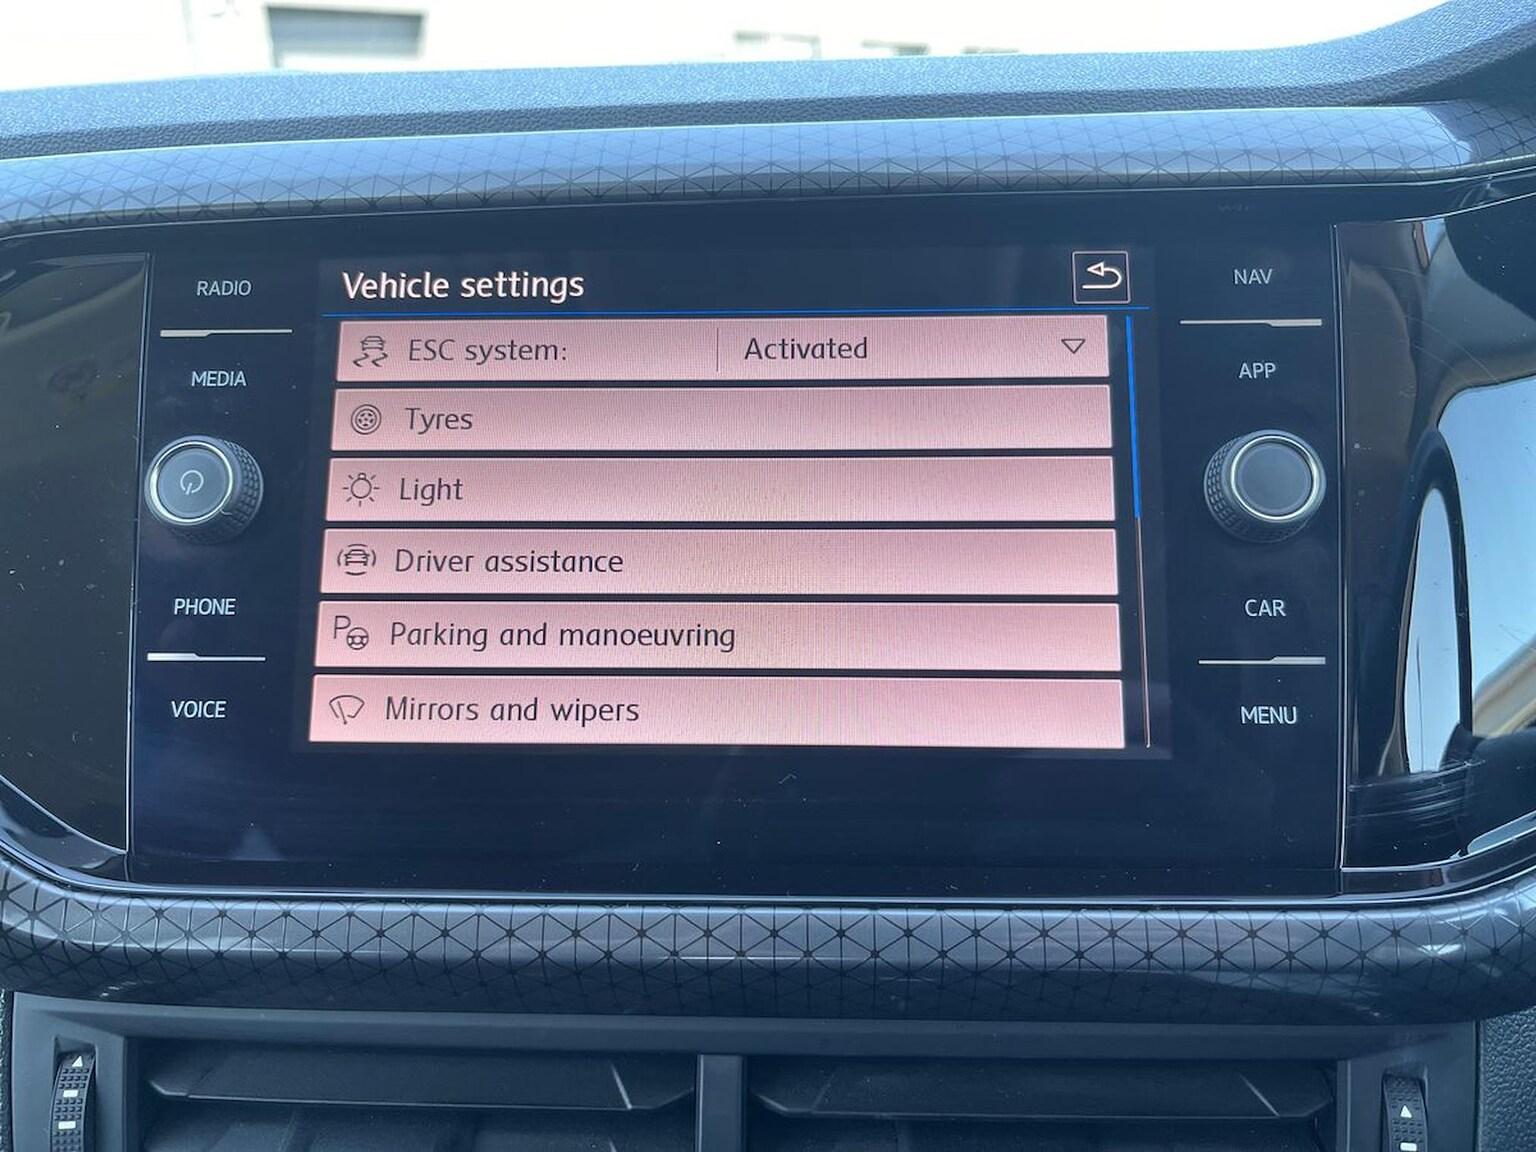 RADIO
MEDIA
PHONE
VOICE
Vehicle settings
ESC system: Activated
Tyres
Light
Driver assistance
Parking and manoeuvring
Mirrors and wipers
NAV
APP
CAR
MENU